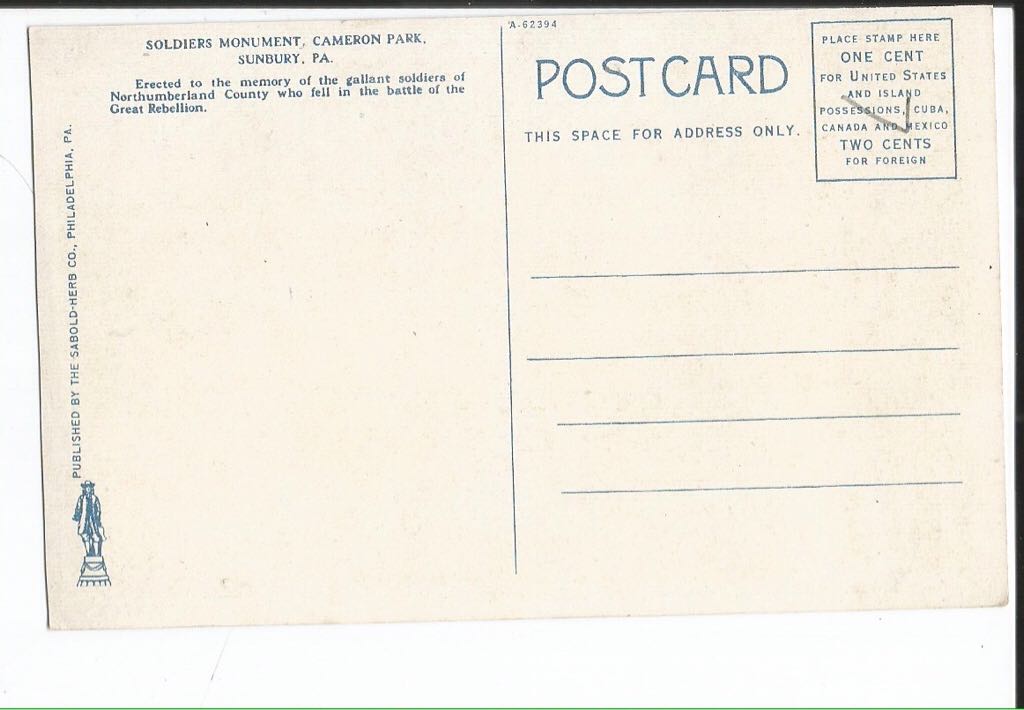 SOLDIERS MONUMENT, CAMERON PARK,
SUNBURY, PA.
Erected to the memory of the gallant soldiers of
Northumberland County who fell in the battle of the
Great Rebellion.
PUBLISHED BY THE SABOLD-HERB CO., PHILADELPHIA, PA.
A-62394
POSTCARD
THIS SPACE FOR ADDRESS ONLY.
PLACE STAMP HERE
ONE CENT
FOR UNITED STATES
AND ISLAND
POSSESSIONS, CUBA,
CANADA AND MEXICO
TWO CENTS
FOR FOREIGN